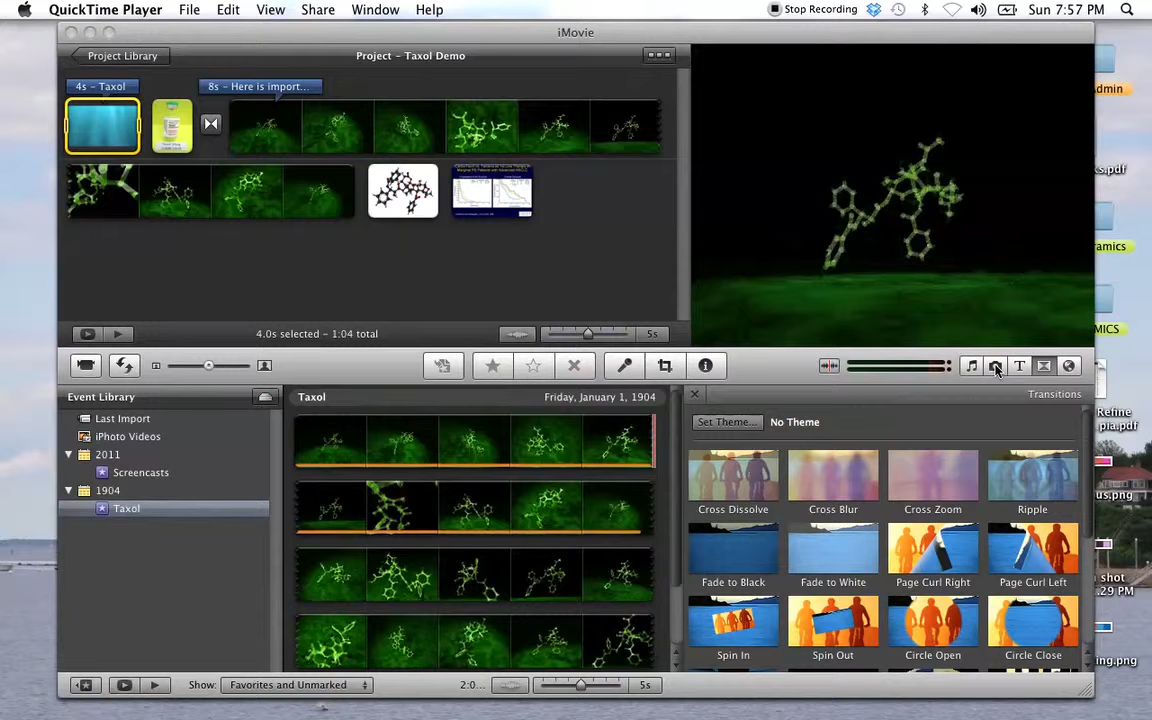 QuickTime Player File Edit View Share Window Help Stop Recording Sun 7:57 PM
iMovie
Project Library Project - Taxol Demo
4s - Taxol 8s - Here is import...
Admin
ks.pdf
ramics
MICS
4.0s selected - 1:04 total 5s
T
Event Library Taxol Friday, January 1, 1904 Transitions
Last Import
iPhoto Videos
2011
Screencasts
1904
Taxol
Set Theme... No Theme
Cross Dissolve Cross Blur Cross Zoom Ripple
Fade to Black Fade to White Page Curl Right Page Curl Left
Spin In Spin Out Circle Open Circle Close
Refine
.pia.pdf
us.png
shot
.29 PM
ing.png
Show: Favorites and Unmarked 2:0... 5s